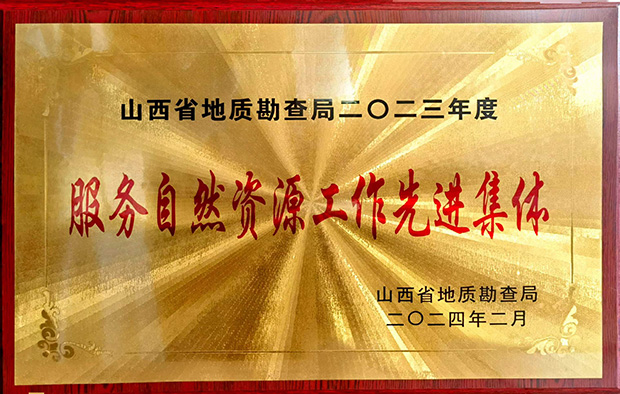 山西省地质勘查局二〇二三年度
服务自然资源工作先进集体
山西省地质勘查局
二〇二四年二月